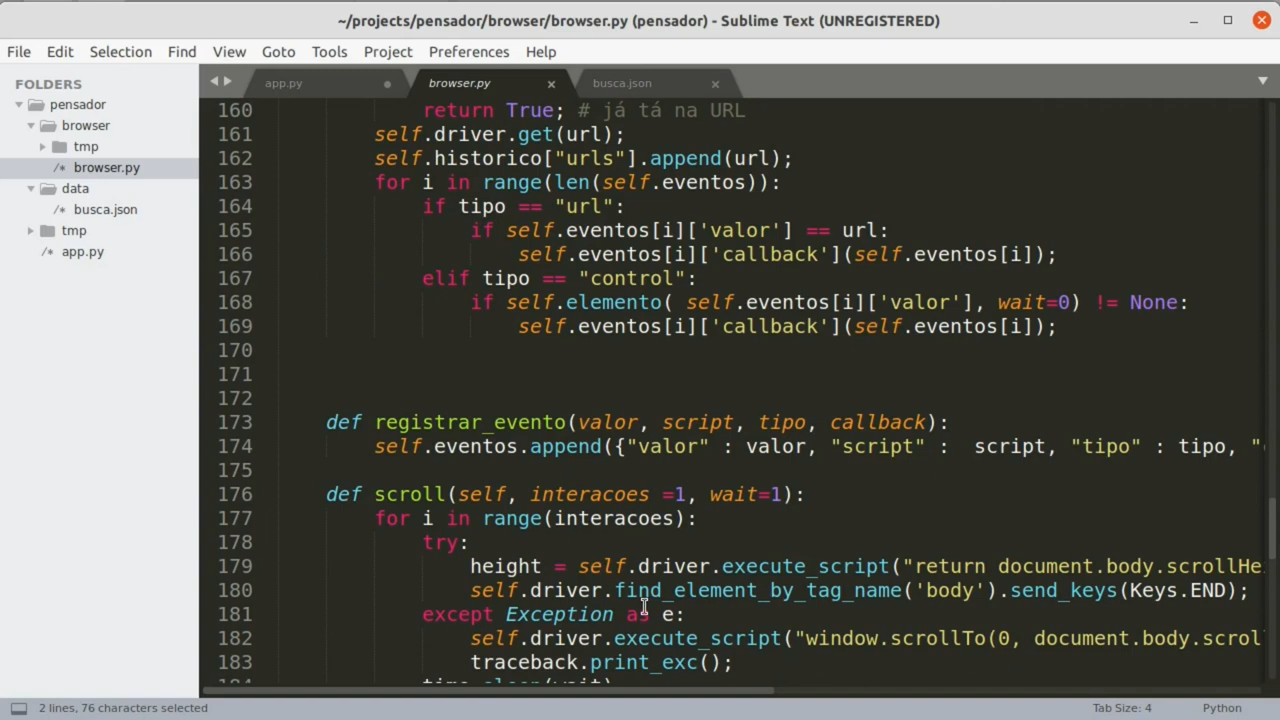 ~/projects/pensador/browser/browser.py (pensador) - Sublime Text (UNREGISTERED)
File Edit Selection Find View Goto Tools Project Preferences Help
FOLDERS
pensador
browser
tmp
browser.py
data
busca.json
tmp
app.py
app.py browser.py busca.json
160 return True; # já tá na URL
161 self.driver.get(url);
162 self.historico["urls"].append(url);
163 for i in range(len(self.eventos)):
164 if tipo == "url":
165 if self.eventos[i]['valor'] == url:
166 self.eventos[i]['callback'](self.eventos[i]);
167 elif tipo == "control":
168 if self.elemento( self.eventos[i]['valor'], wait=0) != None:
169 self.eventos[i]['callback'](self.eventos[i]);
170
171
172
173 def registrar_evento(valor, script, tipo, callback):
174 self.eventos.append({"valor" : valor, "script" :  script, "tipo" : tipo, "
175
176 def scroll(self, interacoes =1, wait=1):
177 for i in range(interacoes):
178 try:
179 height = self.driver.execute_script("return document.body.scrollHe
180 self.driver.find_element_by_tag_name('body').send_keys(Keys.END);
181 except Exception as e:
182 self.driver.execute_script("window.scrollTo(0, document.body.scrol
183 traceback.print_exc();
184 time.sleep(wait)
2 lines, 76 characters selected
Tab Size: 4 Python